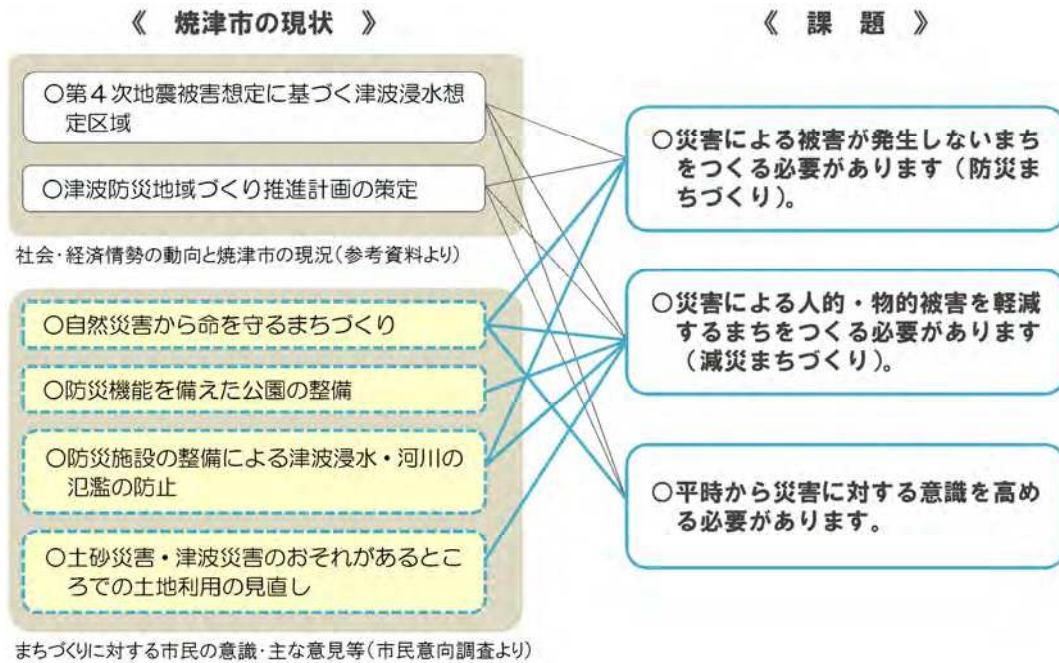 《 焼津市の現状 》
○第4次地震被害想定に基づく津波浸水想
定区域
○津波防災地域づくり推進計画の策定
社会・経済情勢の動向と焼津市の現況(参考資料より)
○自然災害から命を守るまちづくり
○防災機能を備えた公園の整備
○防災施設の整備による津波浸水・河川の
氾濫の防止
○土砂災害・津波災害のおそれがあるとこ
ろでの土地利用の見直し
まちづくりに対する市民の意識・主な意見等(市民意向調査より)
《 課 題 》
○災害による被害が発生しないまち
をつくる必要があります(防災ま
ちづくり)。
○災害による人的・物的被害を軽減
するまちをつくる必要があります
(減災まちづくり)。
○平時から災害に対する意識を高め
る必要があります。